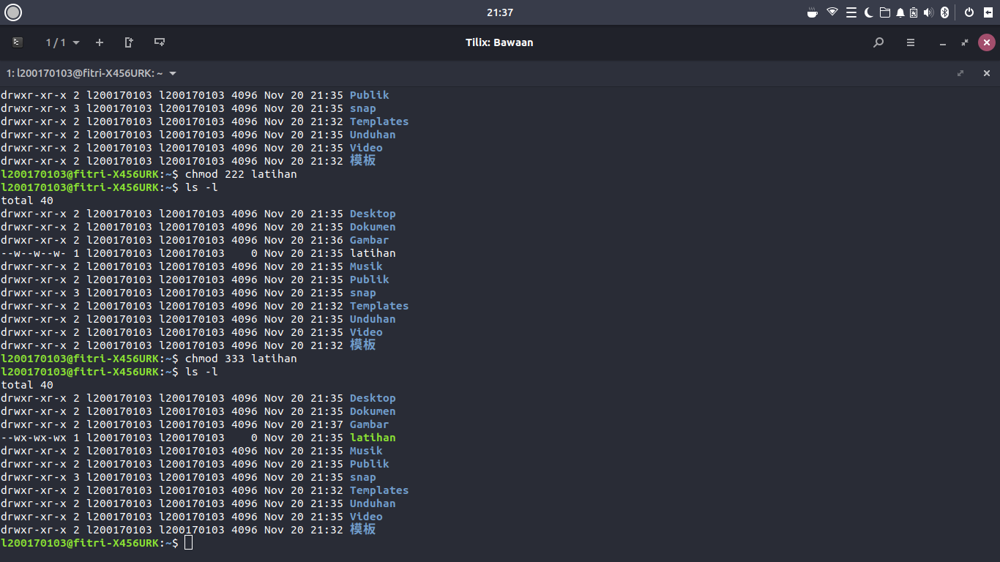 21:37
1 / 1
Tilix: Bawaan
1: l200170103@fitri-X456URK: ~
drwxr-xr-x 2 l200170103 l200170103 4096 Nov 20 21:35 Publik
drwxr-xr-x 3 l200170103 l200170103 4096 Nov 20 21:35 snap
drwxr-xr-x 2 l200170103 l200170103 4096 Nov 20 21:32 Templates
drwxr-xr-x 2 l200170103 l200170103 4096 Nov 20 21:35 Unduhan
drwxr-xr-x 2 l200170103 l200170103 4096 Nov 20 21:35 Video
drwxr-xr-x 2 l200170103 l200170103 4096 Nov 20 21:32 模板
l200170103@fitri-X456URK:~$ chmod 222 latihan
l200170103@fitri-X456URK:~$ ls -l
total 40
drwxr-xr-x 2 l200170103 l200170103 4096 Nov 20 21:35 Desktop
drwxr-xr-x 2 l200170103 l200170103 4096 Nov 20 21:35 Dokumen
drwxr-xr-x 2 l200170103 l200170103 4096 Nov 20 21:36 Gambar
--w--w--w- 1 l200170103 l200170103    0 Nov 20 21:35 latihan
drwxr-xr-x 2 l200170103 l200170103 4096 Nov 20 21:35 Musik
drwxr-xr-x 2 l200170103 l200170103 4096 Nov 20 21:35 Publik
drwxr-xr-x 3 l200170103 l200170103 4096 Nov 20 21:35 snap
drwxr-xr-x 2 l200170103 l200170103 4096 Nov 20 21:32 Templates
drwxr-xr-x 2 l200170103 l200170103 4096 Nov 20 21:35 Unduhan
drwxr-xr-x 2 l200170103 l200170103 4096 Nov 20 21:35 Video
drwxr-xr-x 2 l200170103 l200170103 4096 Nov 20 21:32 模板
l200170103@fitri-X456URK:~$ chmod 333 latihan
l200170103@fitri-X456URK:~$ ls -l
total 40
drwxr-xr-x 2 l200170103 l200170103 4096 Nov 20 21:35 Desktop
drwxr-xr-x 2 l200170103 l200170103 4096 Nov 20 21:35 Dokumen
drwxr-xr-x 2 l200170103 l200170103 4096 Nov 20 21:37 Gambar
--wx-wx-wx 1 l200170103 l200170103    0 Nov 20 21:35 latihan
drwxr-xr-x 2 l200170103 l200170103 4096 Nov 20 21:35 Musik
drwxr-xr-x 2 l200170103 l200170103 4096 Nov 20 21:35 Publik
drwxr-xr-x 3 l200170103 l200170103 4096 Nov 20 21:35 snap
drwxr-xr-x 2 l200170103 l200170103 4096 Nov 20 21:32 Templates
drwxr-xr-x 2 l200170103 l200170103 4096 Nov 20 21:35 Unduhan
drwxr-xr-x 2 l200170103 l200170103 4096 Nov 20 21:35 Video
drwxr-xr-x 2 l200170103 l200170103 4096 Nov 20 21:32 模板
l200170103@fitri-X456URK:~$